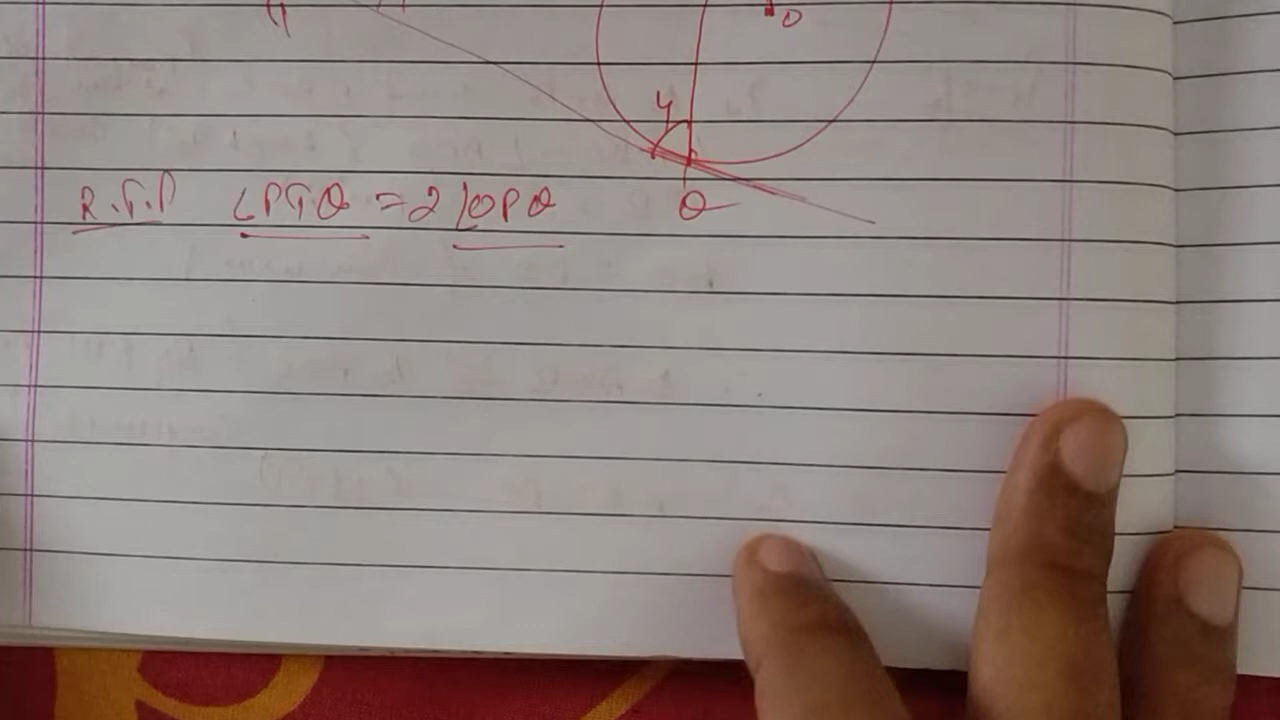 T
O
y
R.T.P ∠PTQ = 2∠OPQ
Q